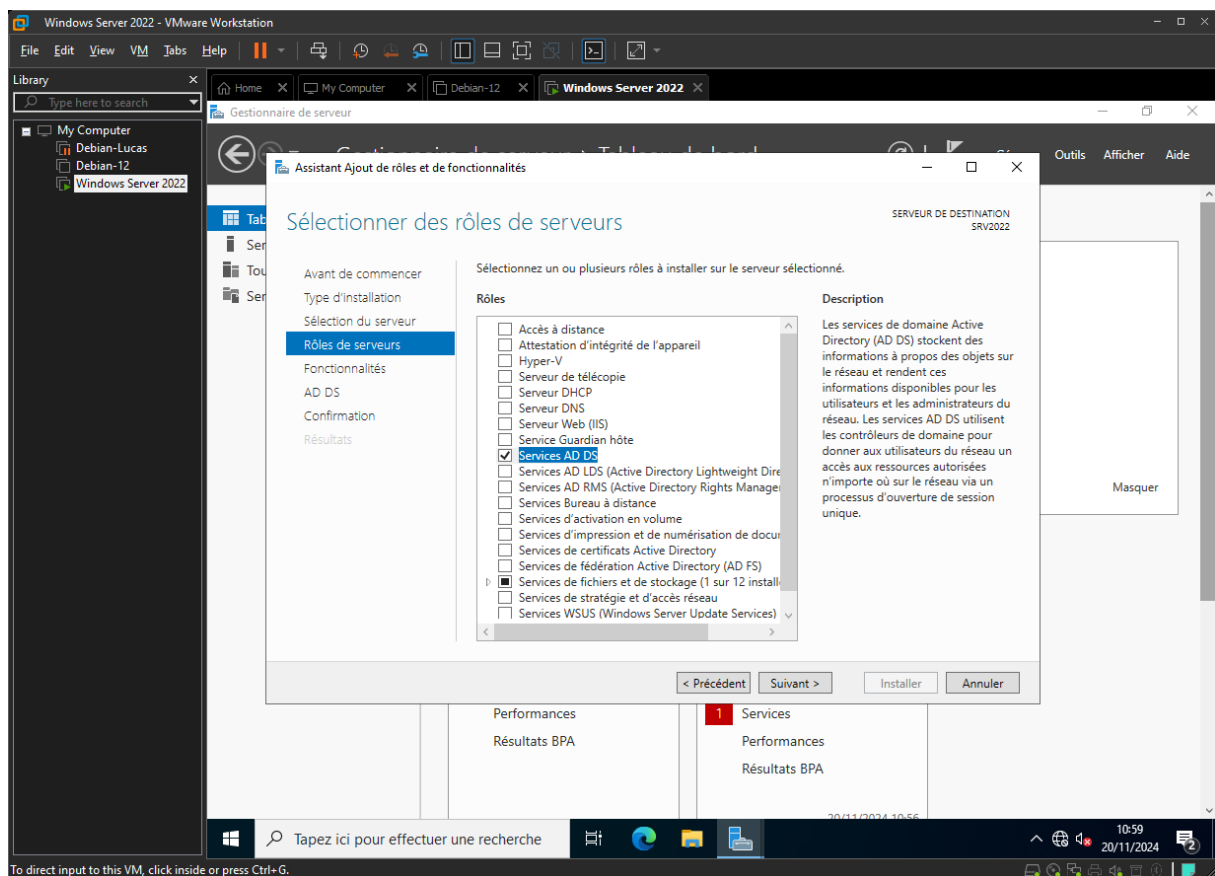 Windows Server 2022 - VMware Workstation
File Edit View VM Tabs Help
Library
Type here to search
My Computer
Debian-Lucas
Debian-12
Windows Server 2022
Home
My Computer
Debian-12
Windows Server 2022
Gestionnaire de serveur
Outils Afficher Aide
Assistant Ajout de rôles et de fonctionnalités
Sélectionner des rôles de serveurs
SERVEUR DE DESTINATION
SRV2022
Avant de commencer
Type d'installation
Sélection du serveur
Rôles de serveurs
Fonctionnalités
AD DS
Confirmation
Résultats
Sélectionnez un ou plusieurs rôles à installer sur le serveur sélectionné.
Rôles
Accès à distance
Attestation d'intégrité de l'appareil
Hyper-V
Serveur de télécopie
Serveur DHCP
Serveur DNS
Serveur Web (IIS)
Service Guardian hôte
Services AD DS
Services AD LDS (Active Directory Lightweight Dire
Services AD RMS (Active Directory Rights Manage
Services Bureau à distance
Services d'activation en volume
Services d'impression et de numérisation de docu
Services de certificats Active Directory
Services de fédération Active Directory (AD FS)
Services de fichiers et de stockage (1 sur 12 install
Services de stratégie et d'accès réseau
Services WSUS (Windows Server Update Services)
Description
Les services de domaine Active
Directory (AD DS) stockent des
informations à propos des objets sur
le réseau et rendent ces
informations disponibles pour les
utilisateurs et les administrateurs du
réseau. Les services AD DS utilisent
les contrôleurs de domaine pour
donner aux utilisateurs du réseau un
accès aux ressources autorisées
n'importe où sur le réseau via un
processus d'ouverture de session
unique.
Masquer
< Précédent
Suivant >
Installer
Annuler
Tab
Ser
Tou
Ser
Performances
Résultats BPA
1 Services
Performances
Résultats BPA
20/11/2024 10:56
Tapez ici pour effectuer une recherche
10:59
20/11/2024
2
To direct input to this VM, click inside or press Ctrl+G.